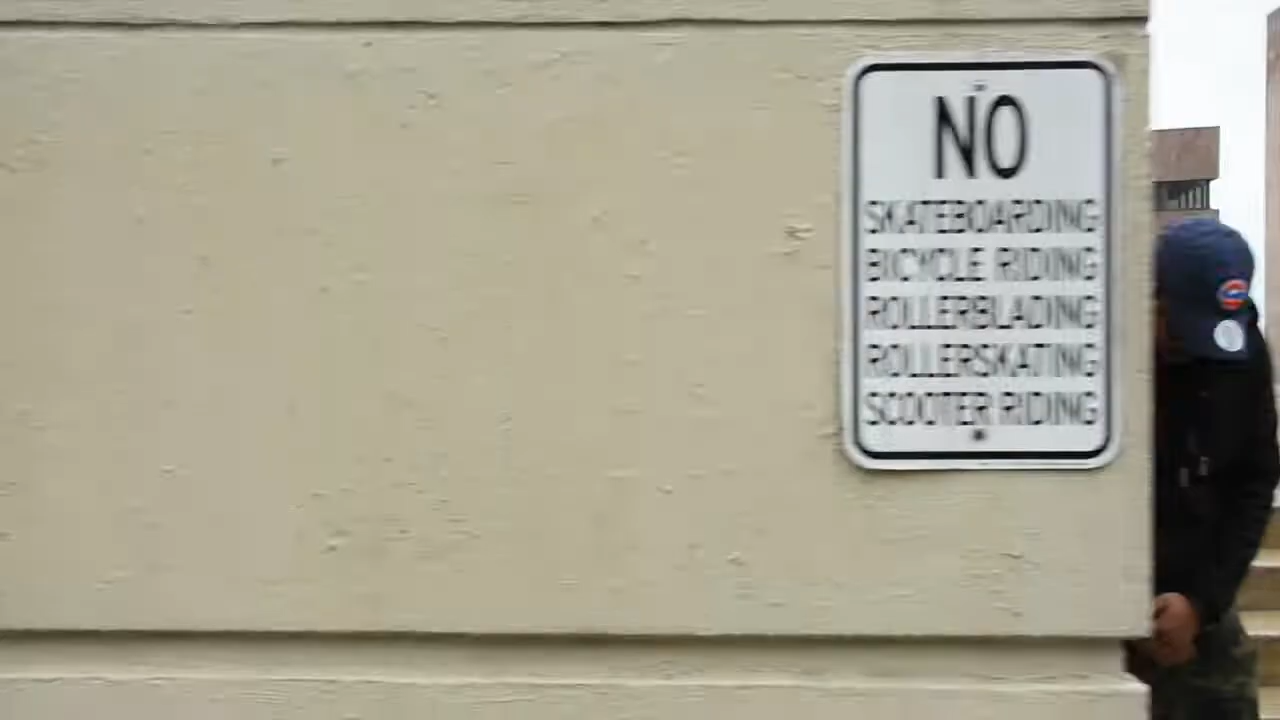 NO
SKATEBOARDING
BICYCLE RIDING
ROLLERBLADING
ROLLERSKATING
SCOOTER RIDING